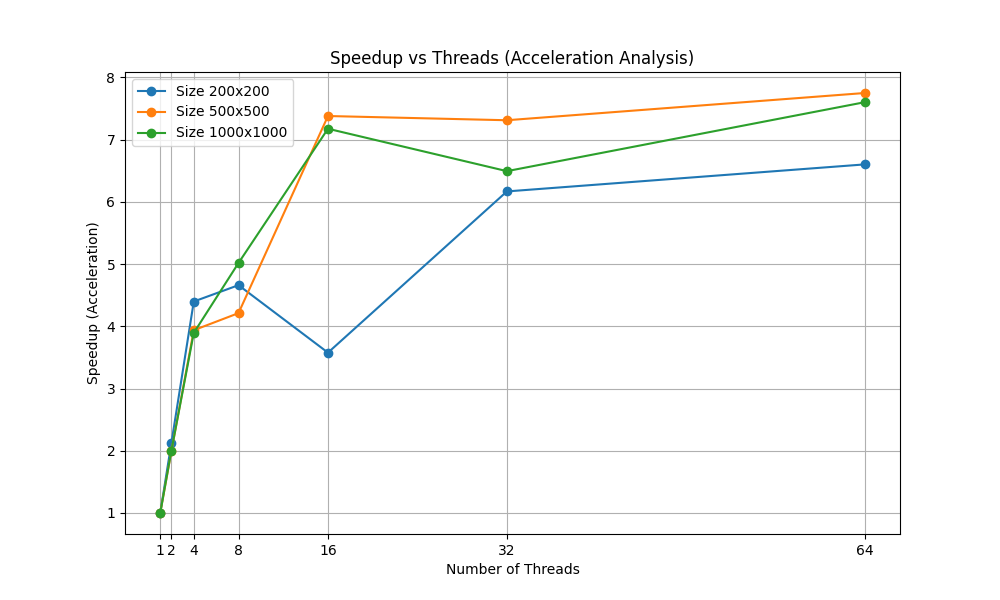 Speedup vs Threads (Acceleration Analysis)
Size 200x200
Size 500x500
Size 1000x1000
Speedup (Acceleration)
8
7
6
5
4
3
2
1
1 2 4 8 16 32 64
Number of Threads